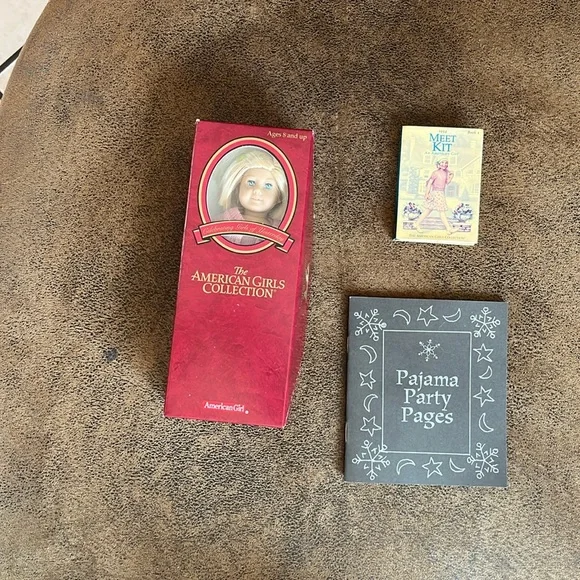 Ages 8 and up
The
AMERICAN GIRLS
COLLECTION
American Girl
MEET
KIT
Pajama
Party
Pages